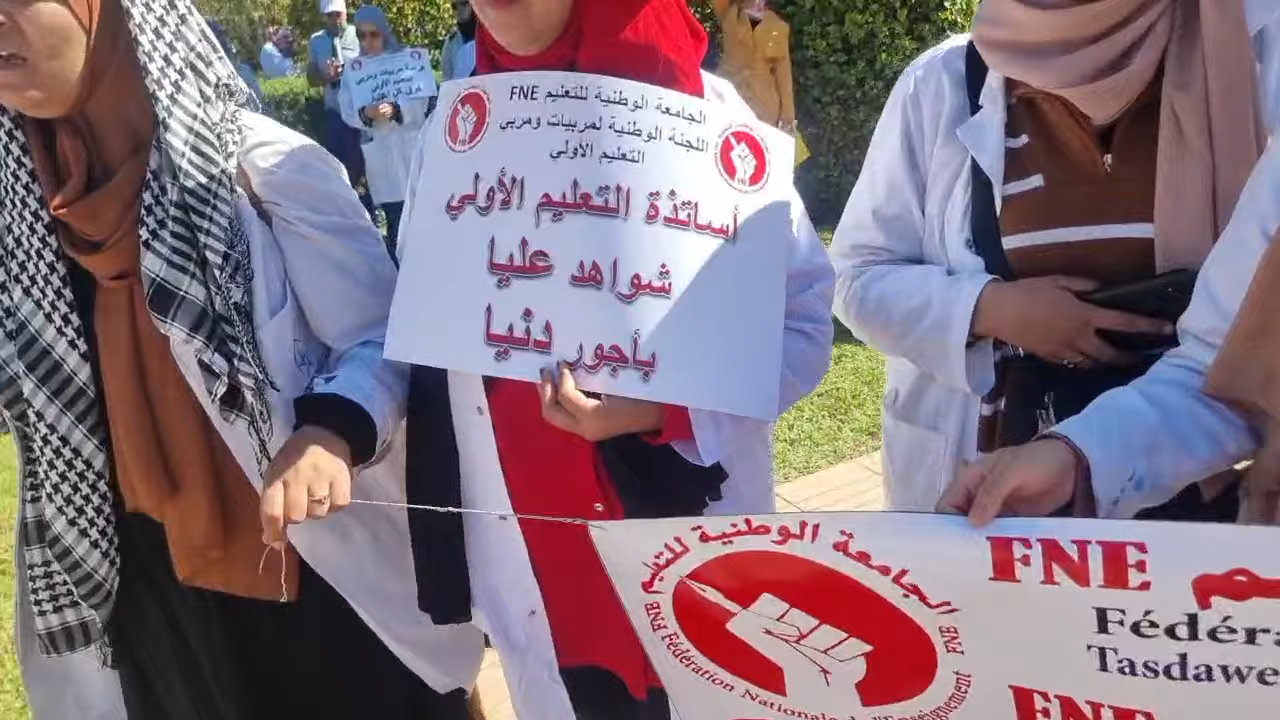 الجامعة الوطنية للتعليم FNE
اللجنة الوطنية لمربيات ومربي
التعليم الأولي
أساتذة التعليم الأولي
شواهد عليا
بأجور دنيا
الجامعة الوطنية للتعليم
FNE Fédération Nationale de l'Enseignement FNE
FNE
Fédéra
Tasdawe
FNE